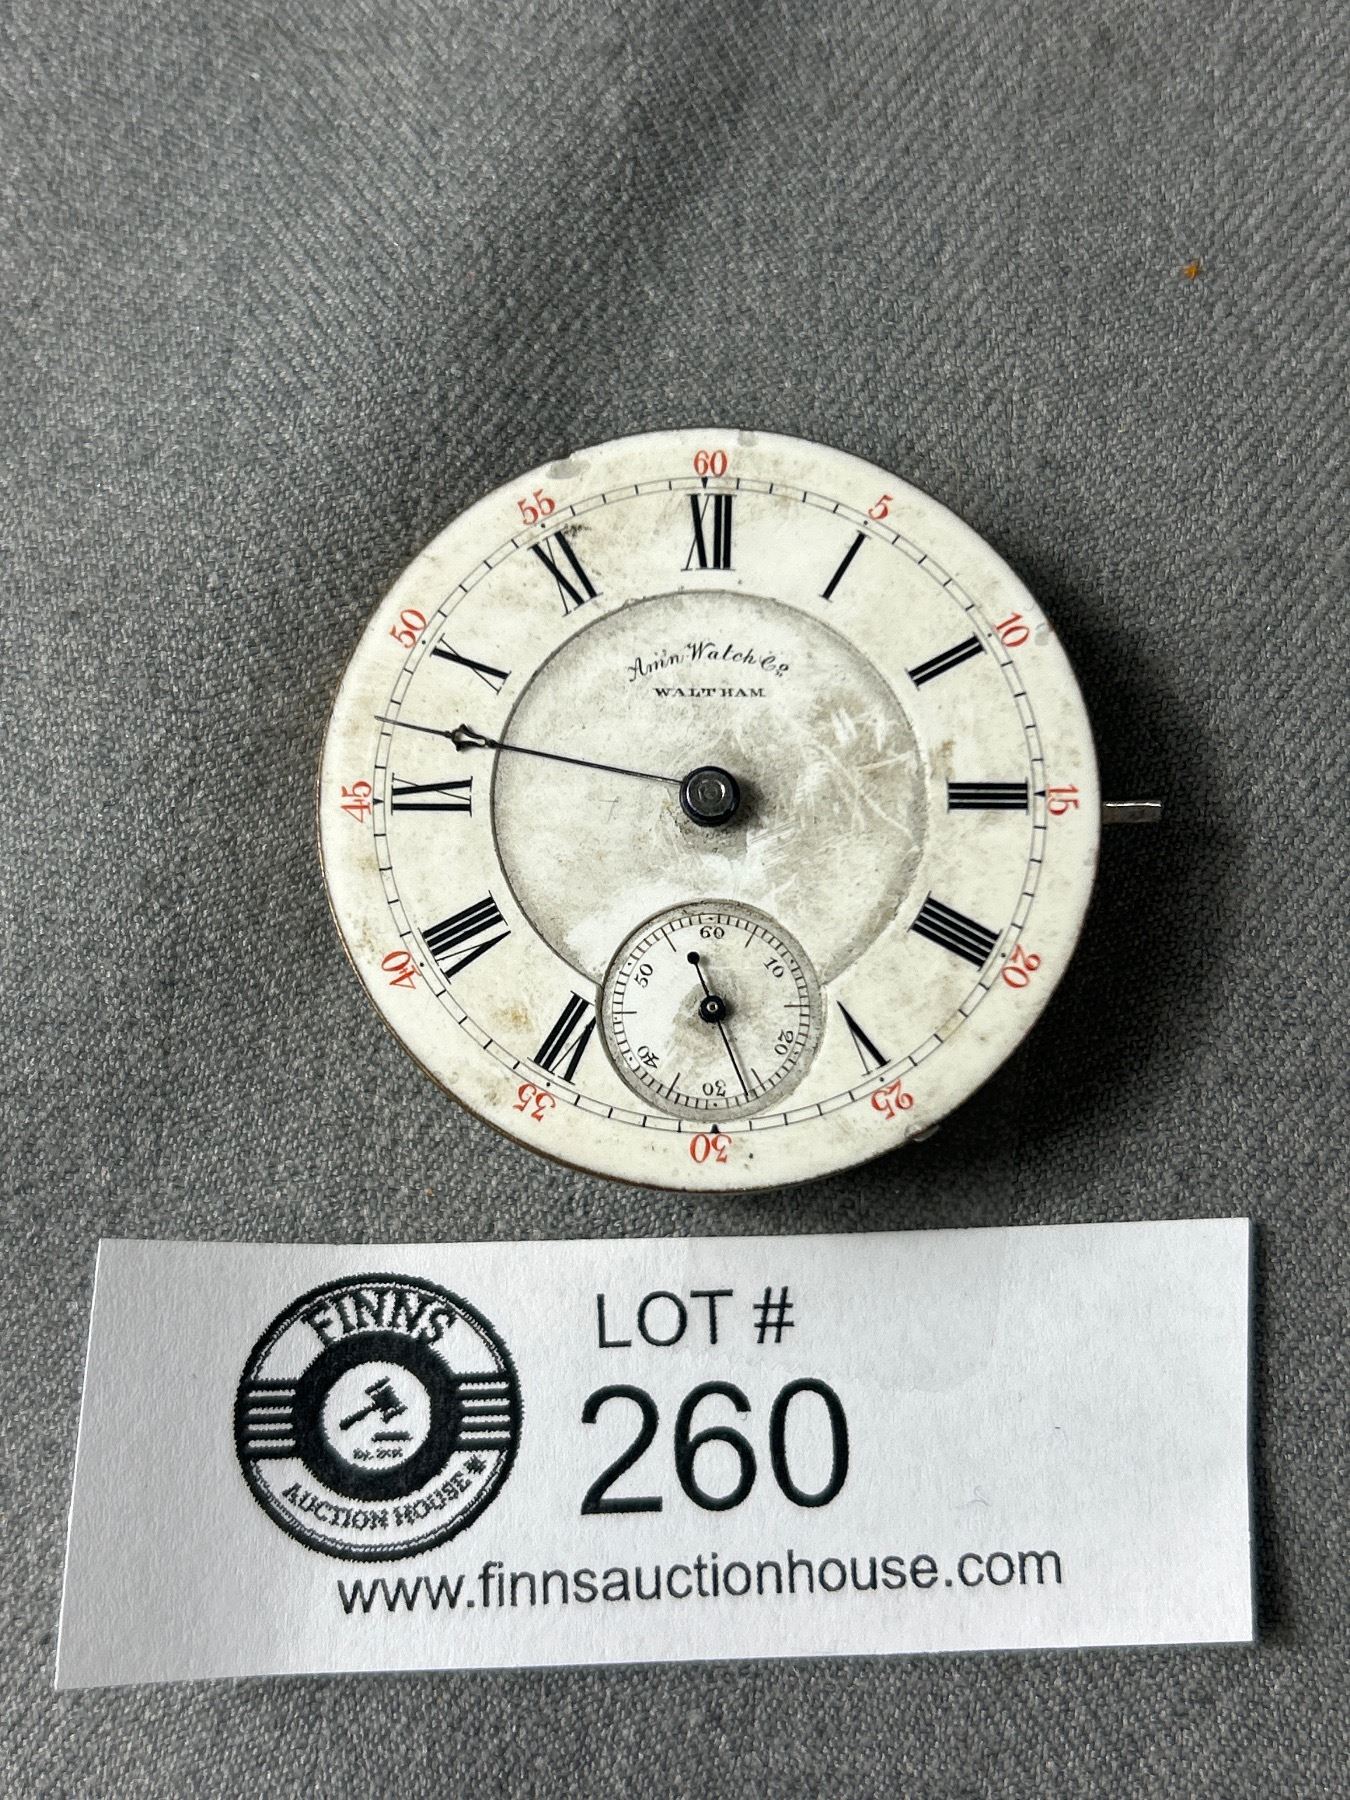 60
5
10
15
20
25
30
35
40
45
50
55
XII
I
II
III
IIII
V
VII
VIII
IX
X
XI
Am'n Watch Co.
WALTHAM
60
10
20
30
40
50
FINNS
AUCTION HOUSE
LOT #
260
www.finnsauctionhouse.com